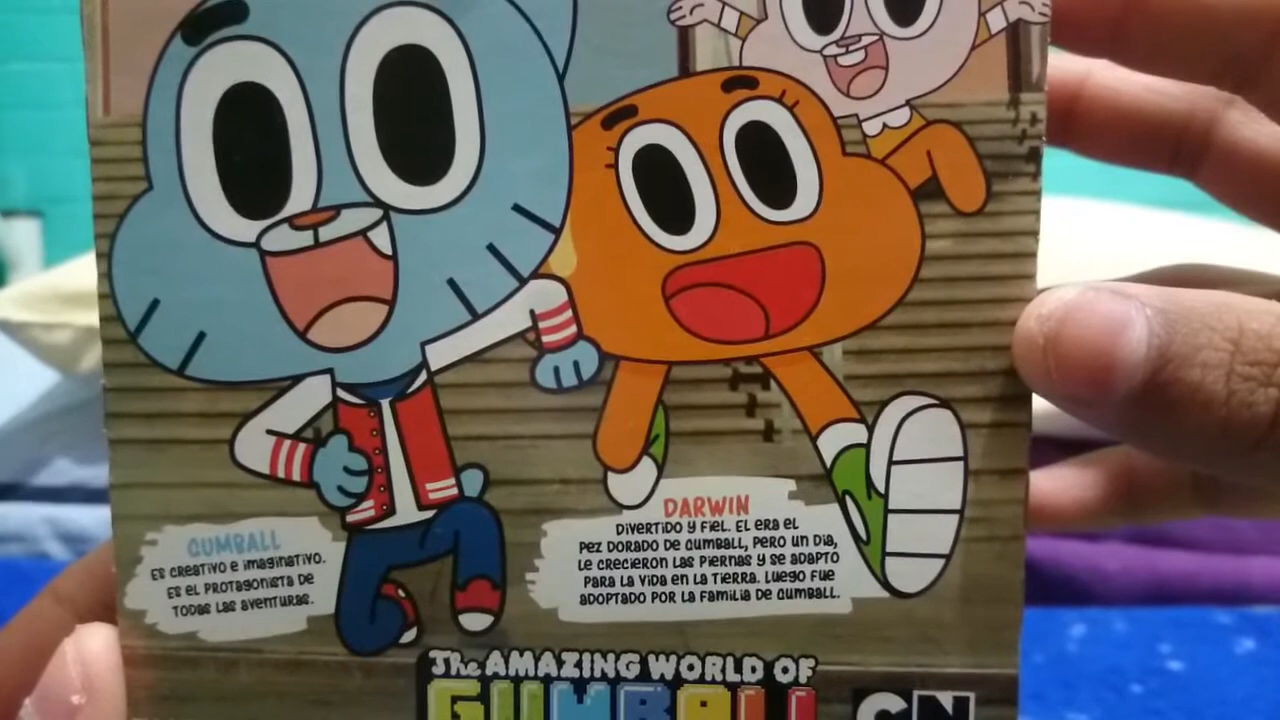 GUMBALL
ES CREATIVO E IMAGINATIVO.
ES EL PROTAGONISTA DE
TODAS LAS AVENTURAS.
DARWIN
DIVERTIDO Y FIEL. EL ERA EL
PEZ DORADO DE GUMBALL, PERO UN DIA,
LE CRECIERON LAS PIERNAS Y SE ADAPTO
PARA LA VIDA EN LA TIERRA. LUEGO FUE
ADOPTADO POR LA FAMILIA DE GUMBALL.
The AMAZING WORLD OF
GUMBALL
CN